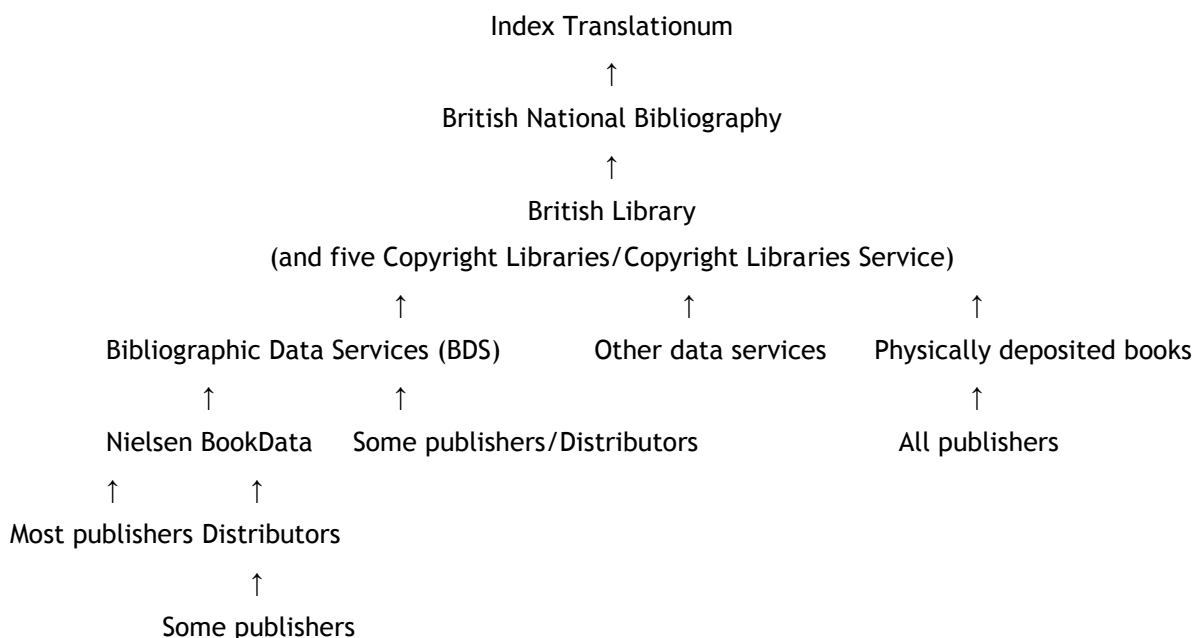 Index Translationum
↑
British National Bibliography
↑
British Library
(and five Copyright Libraries/Copyright Libraries Service)
↑ ↑ ↑
Bibliographic Data Services (BDS) Other data services Physically deposited books
↑ ↑ ↑
Nielsen BookData Some publishers/Distributors All publishers
↑ ↑
Most publishers Distributors
↑
Some publishers